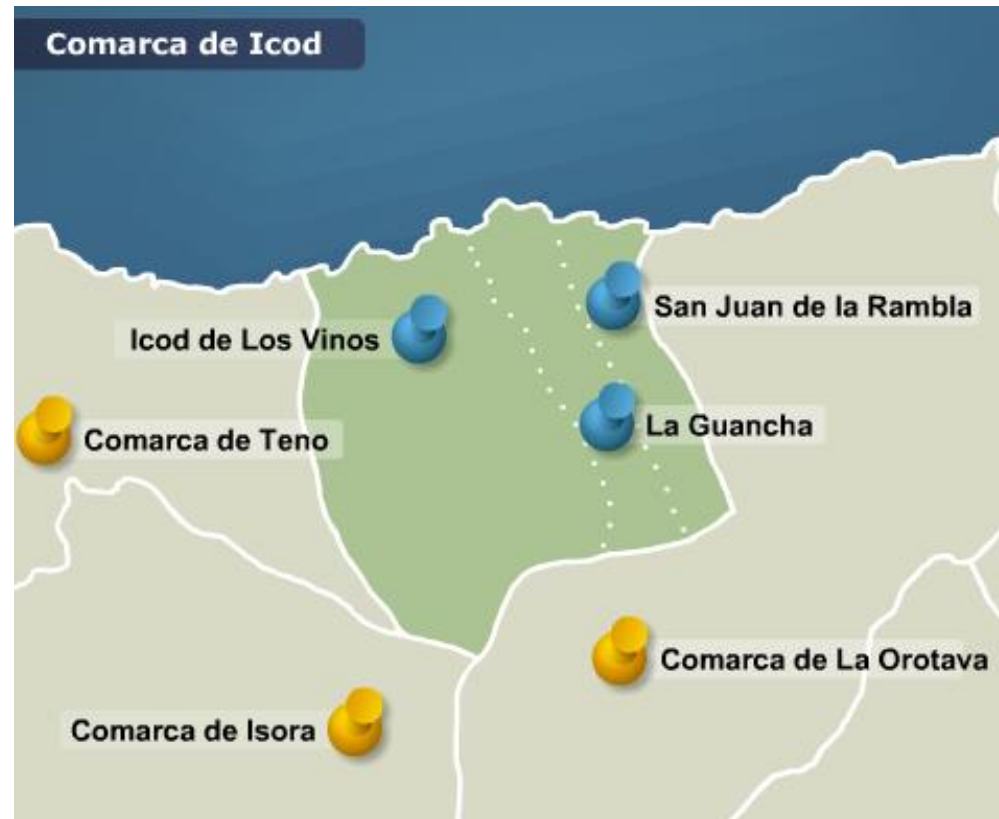 Comarca de Icod
San Juan de la Rambla
Icod de Los Vinos
La Guancha
Comarca de Teno
Comarca de La Orotava
Comarca de Isora